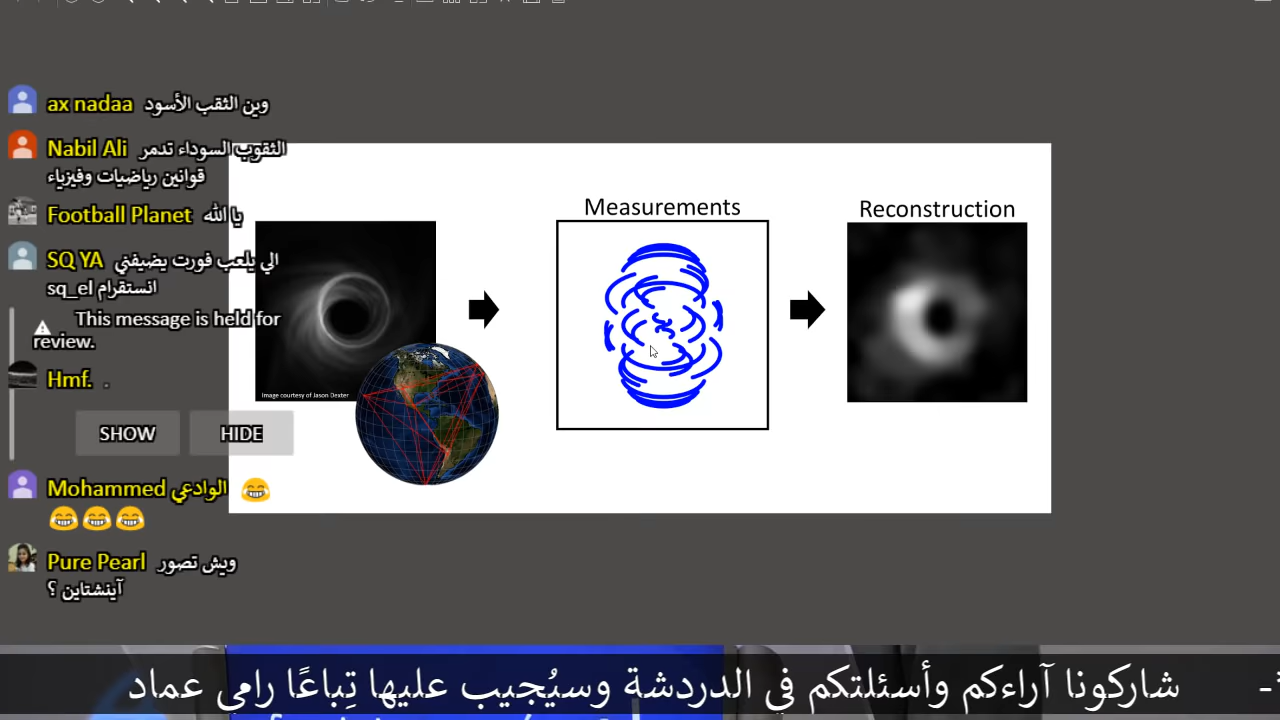 ax nadaa وين الثقب الأسود
Nabil Ali الثقوب السوداء تدمر
قوانين رياضيات وفيزياء
Football Planet يا الله
SQ YA الي يلعب فورت يضيفني
انستقرام sq_el
This message is held for
review.
Hmf. .
SHOW HIDE
Mohammed الوادعي 😂
😂😂😂
Pure Pearl ويش تصور
آينشتاين ؟
Measurements
Reconstruction
Image courtesy of Jason Dexter
شاركونا آراءكم وأسئلتكم في الدردشة وسيُجيب عليها تِباعًا رامي عماد -